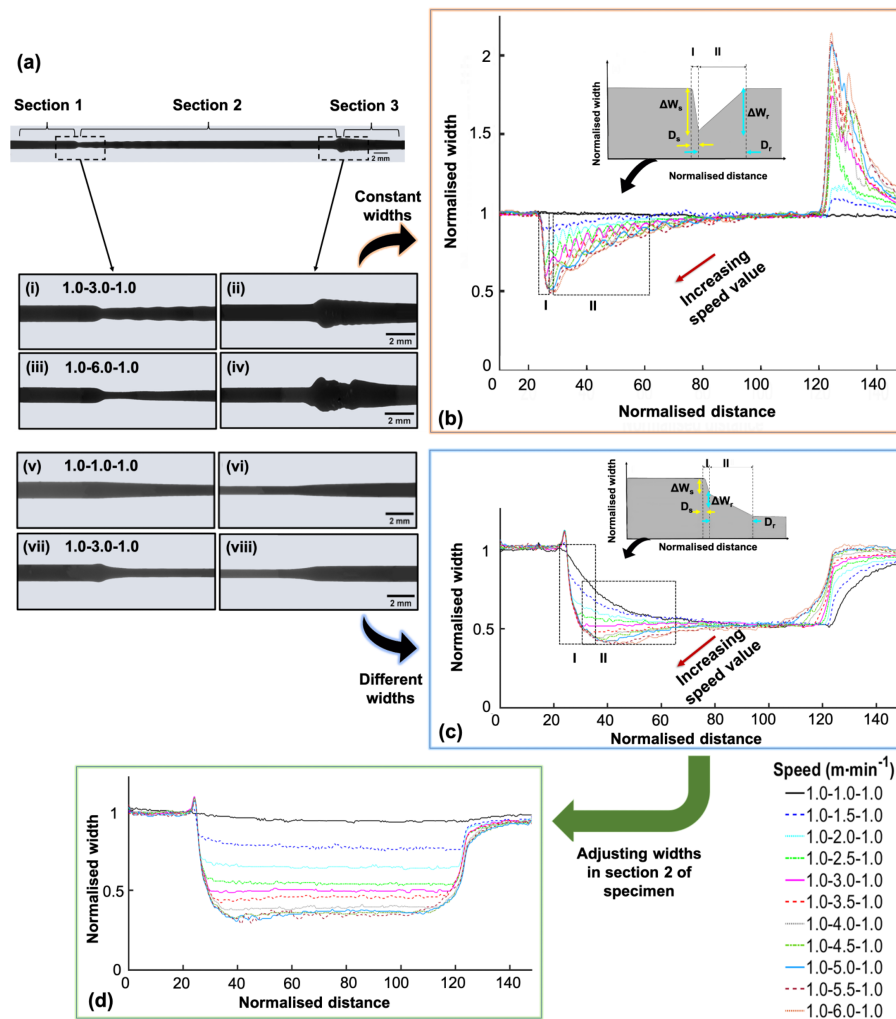 (a)
Section 1
Section 2
Section 3
2 mm
Constant
widths
(i) 1.0-3.0-1.0
(ii)
2 mm
(iii) 1.0-6.0-1.0
(iv)
2 mm
(v) 1.0-1.0-1.0
(vi)
2 mm
(vii) 1.0-3.0-1.0
(viii)
2 mm
Different
widths
(b)
Normalised width
2
1.5
1
0.5
0
0 20 40 60 80 100 120 140
Normalised distance
I II
Normalised width
ΔWs
ΔWr
Ds
Dr
Normalised distance
I II
Increasing
speed value
(c)
Normalised width
1
0.5
0
0 20 40 60 80 100 120 140
Normalised distance
I II
Normalised width
ΔWs
ΔWr
Ds
Dr
Normalised distance
I II
Increasing
speed value
Adjusting widths
in section 2 of
specimen
(d)
Normalised width
1
0.5
0
0 20 40 60 80 100 120 140
Normalised distance
Speed (m·min⁻¹)
1.0-1.0-1.0
1.0-1.5-1.0
1.0-2.0-1.0
1.0-2.5-1.0
1.0-3.0-1.0
1.0-3.5-1.0
1.0-4.0-1.0
1.0-4.5-1.0
1.0-5.0-1.0
1.0-5.5-1.0
1.0-6.0-1.0